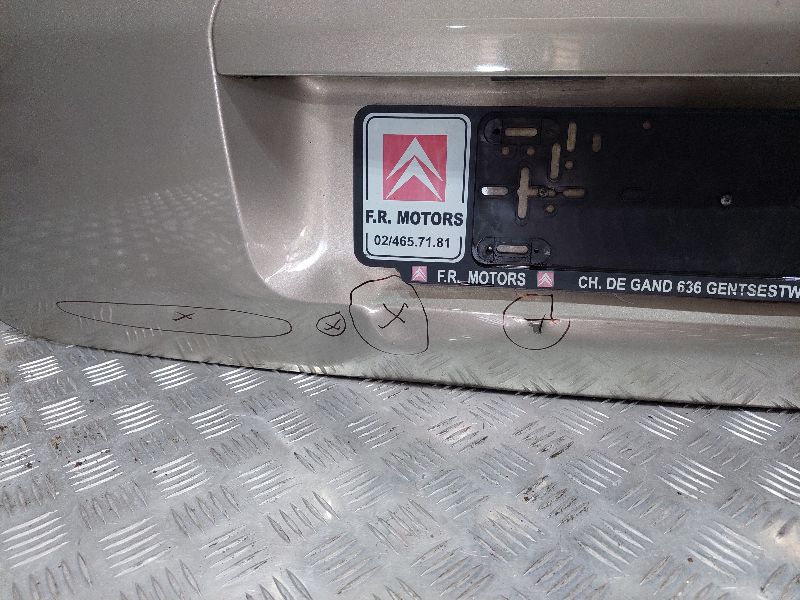 F.R. MOTORS
02/465.71.81
F.R. MOTORS CH. DE GAND 636 GENTSESTW
X X X X